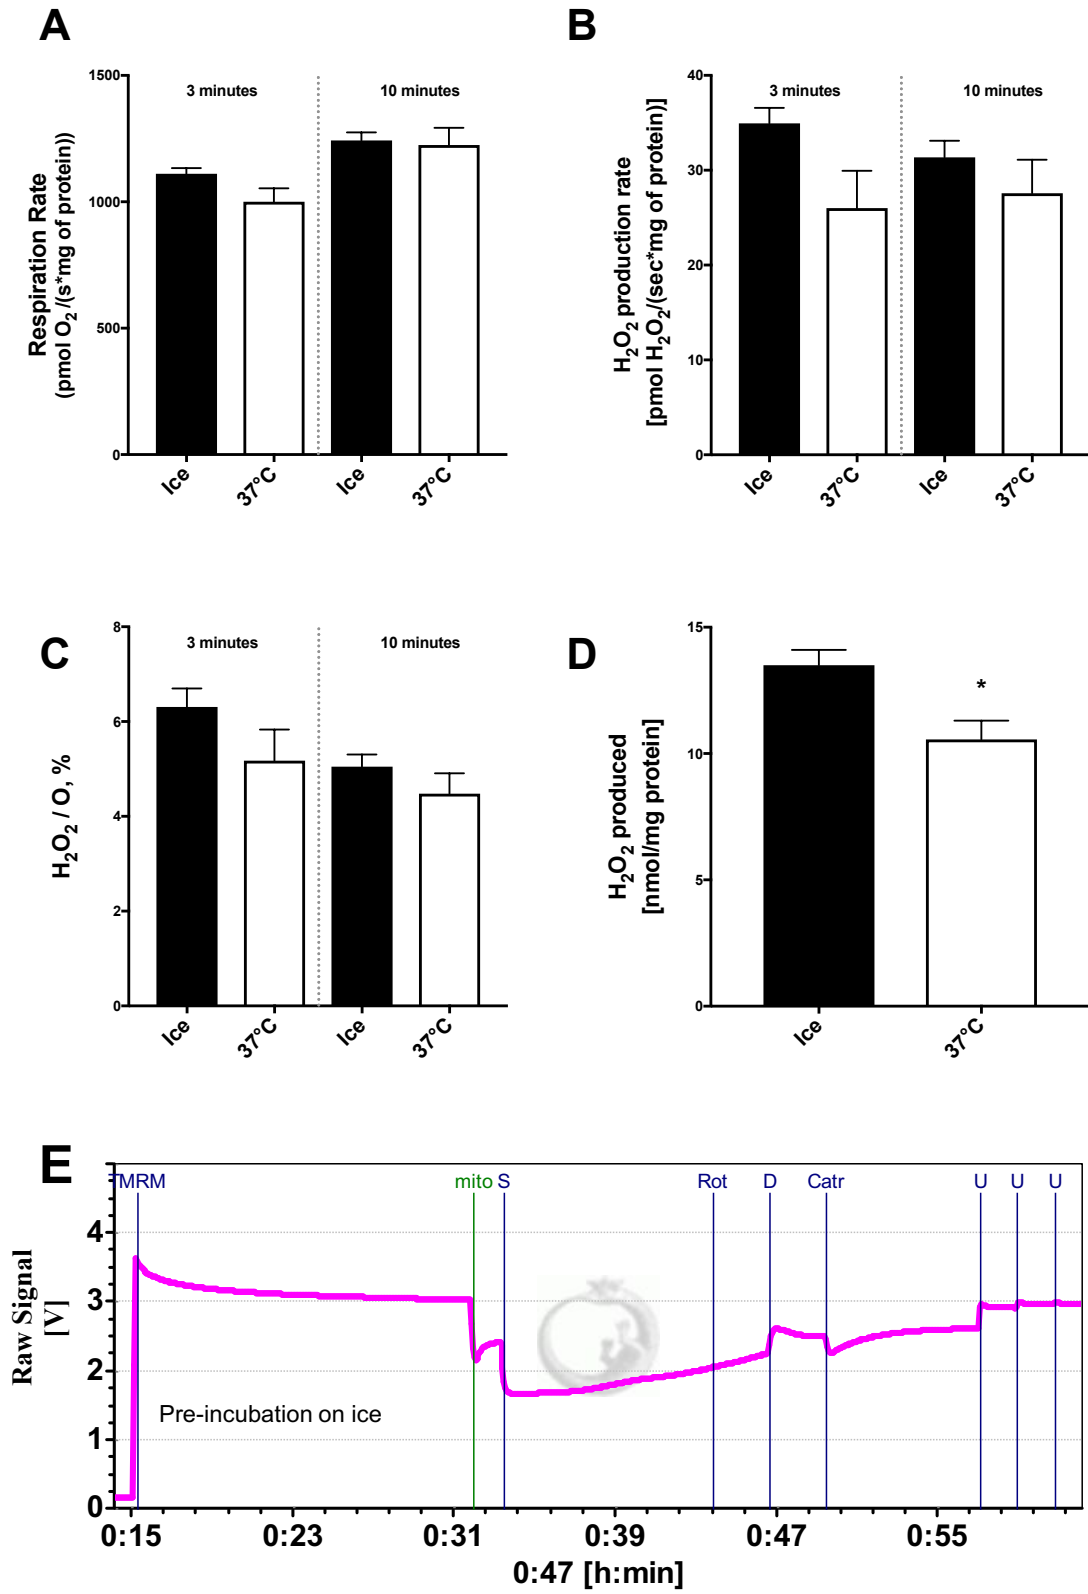 A
1500
1000
500
0
3 minutes
10 minutes
Respiration Rate
(pmol O₂ /(s*mg of protein))
Ice
37°C
Ice
37°C
B
40
30
20
10
0
3 minutes
10 minutes
H₂O₂ production rate
[pmol H₂O₂/(sec*mg of protein)]
Ice
37°C
Ice
37°C
C
8
6
4
2
0
3 minutes
10 minutes
H₂O₂ / O, %
Ice
37°C
Ice
37°C
D
15
10
5
0
*
H₂O₂ produced
[nmol/mg protein]
Ice
37°C
E
TMRM
mito
S
Rot
D
Catr
U
U
U
4
3
2
1
0
Raw Signal
[V]
Pre-incubation on ice
0:15
0:23
0:31
0:39
0:47
0:55
0:47 [h:min]